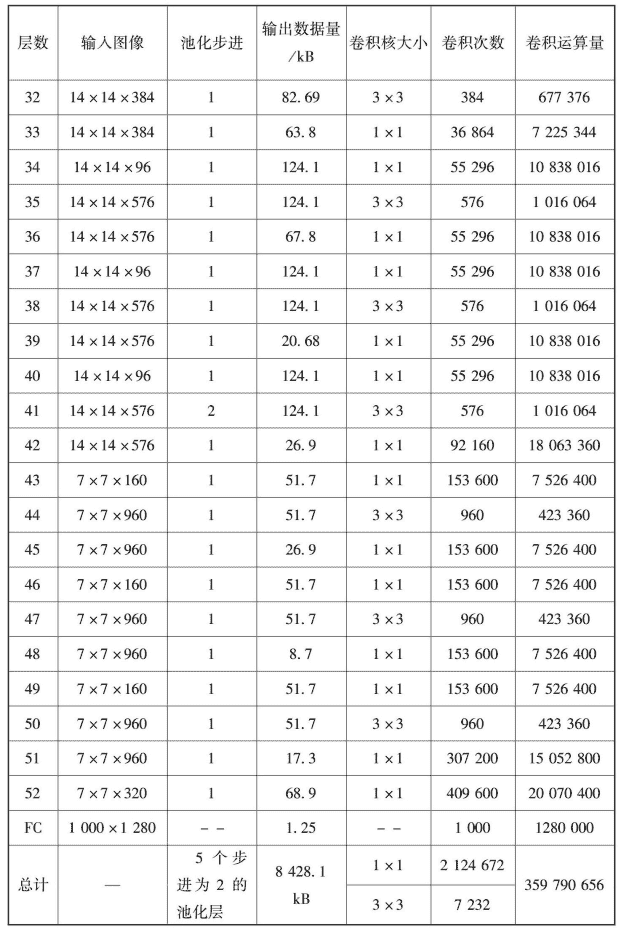 层数 输入图像 池化步进 输出数据量/kB 卷积核大小 卷积次数 卷积运算量
32 14×14×384 1 82.69 3×3 384 677 376
33 14×14×384 1 63.8 1×1 36 864 7 225 344
34 14×14×96 1 124.1 1×1 55 296 10 838 016
35 14×14×576 1 124.1 3×3 576 1 016 064
36 14×14×576 1 67.8 1×1 55 296 10 838 016
37 14×14×96 1 124.1 1×1 55 296 10 838 016
38 14×14×576 1 124.1 3×3 576 1 016 064
39 14×14×576 1 20.68 1×1 55 296 10 838 016
40 14×14×96 1 124.1 1×1 55 296 10 838 016
41 14×14×576 2 124.1 3×3 576 1 016 064
42 14×14×576 1 26.9 1×1 92 160 18 063 360
43 7×7×160 1 51.7 1×1 153 600 7 526 400
44 7×7×960 1 51.7 3×3 960 423 360
45 7×7×960 1 26.9 1×1 153 600 7 526 400
46 7×7×160 1 51.7 1×1 153 600 7 526 400
47 7×7×960 1 51.7 3×3 960 423 360
48 7×7×960 1 8.7 1×1 153 600 7 526 400
49 7×7×160 1 51.7 1×1 153 600 7 526 400
50 7×7×960 1 51.7 3×3 960 423 360
51 7×7×960 1 17.3 1×1 307 200 15 052 800
52 7×7×320 1 68.9 1×1 409 600 20 070 400
FC 1 000×1 280 -- 1.25 -- 1 000 1280 000
总计 — 5 个步进为 2 的池化层 8 428.1 kB 1×1 2 124 672 359 790 656
3×3 7 232